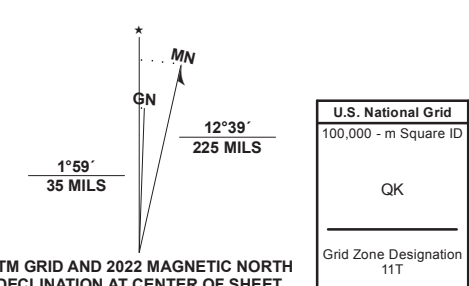 ★
MN
GN
12°39´
225 MILS
1°59´
35 MILS
TM GRID AND 2022 MAGNETIC NORTH
DECLINATION AT CENTER OF SHEET
U.S. National Grid
100,000 - m Square ID
QK
Grid Zone Designation
11T